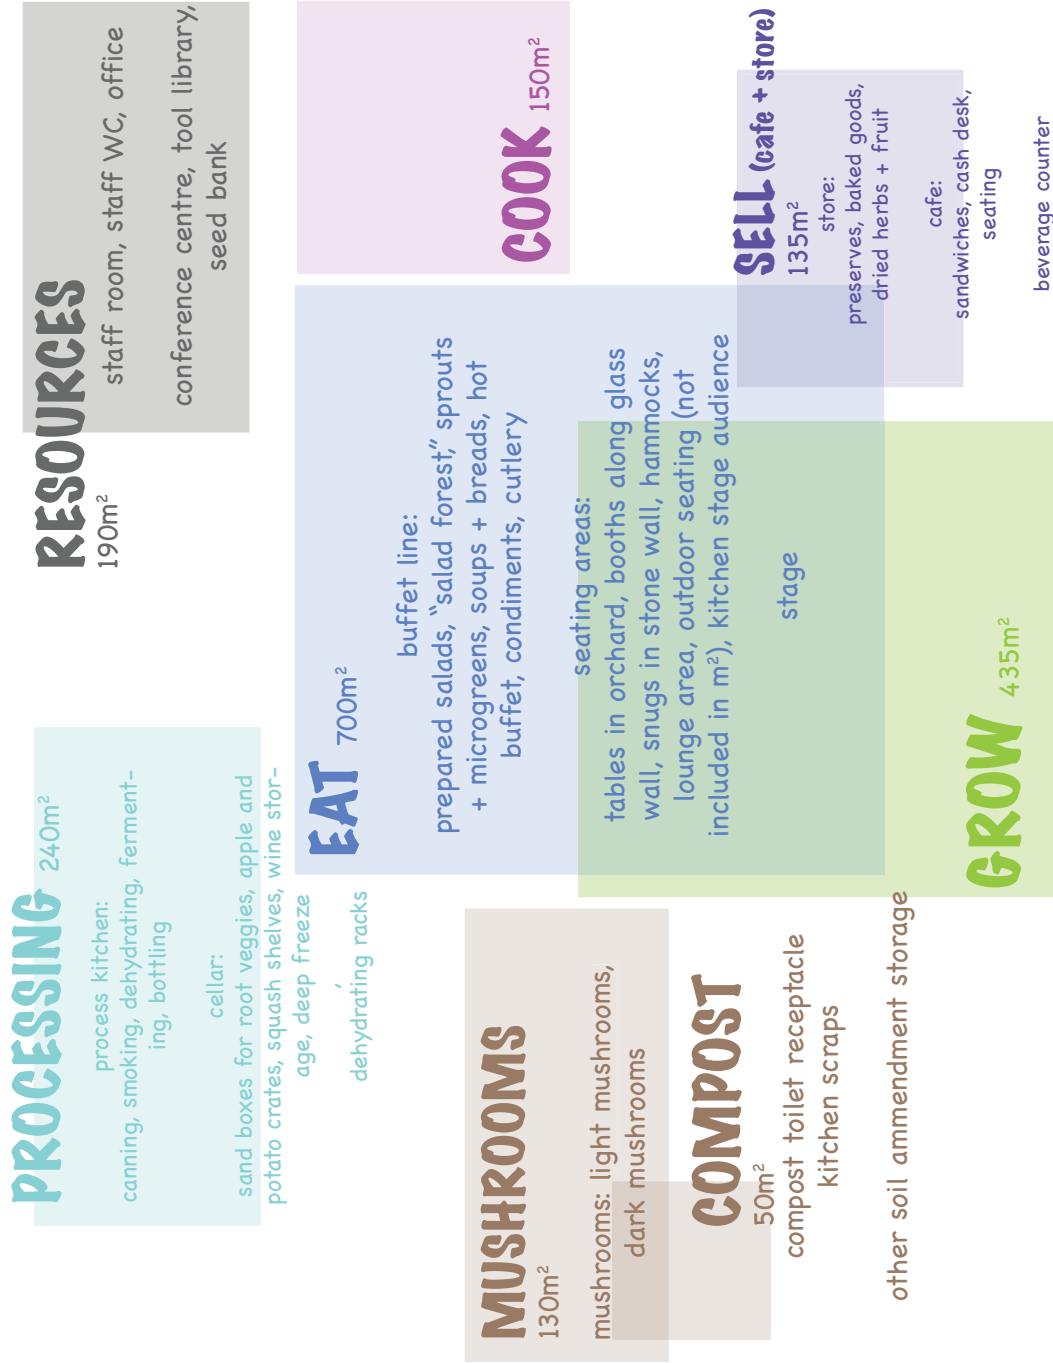 PROCESSING 240m²
process kitchen:
canning, smoking, dehydrating, ferment-
ing, bottling
cellar:
sand boxes for root veggies, apple and
potato crates, squash shelves, wine stor-
age, deep freeze
dehydrating racks
RESOURCES
190m²
staff room, staff WC, office
conference centre, tool library,
seed bank
EAT 700m²
buffet line:
prepared salads, “salad forest,” sprouts
+ microgreens, soups + breads, hot
buffet, condiments, cutlery
seating areas:
tables in orchard, booths along glass
wall, snugs in stone wall, hammocks,
lounge area, outdoor seating (not
included in m²), kitchen stage audience
stage
COOK 150m²
MUSHROOMS
130m²
mushrooms: light mushrooms,
dark mushrooms
COMPOST
50m²
compost toilet receptacle
kitchen scraps
other soil ammendment storage
GROW 435m²
SELL (cafe + store)
135m²
store:
preserves, baked goods,
dried herbs + fruit
cafe:
sandwiches, cash desk,
seating
beverage counter